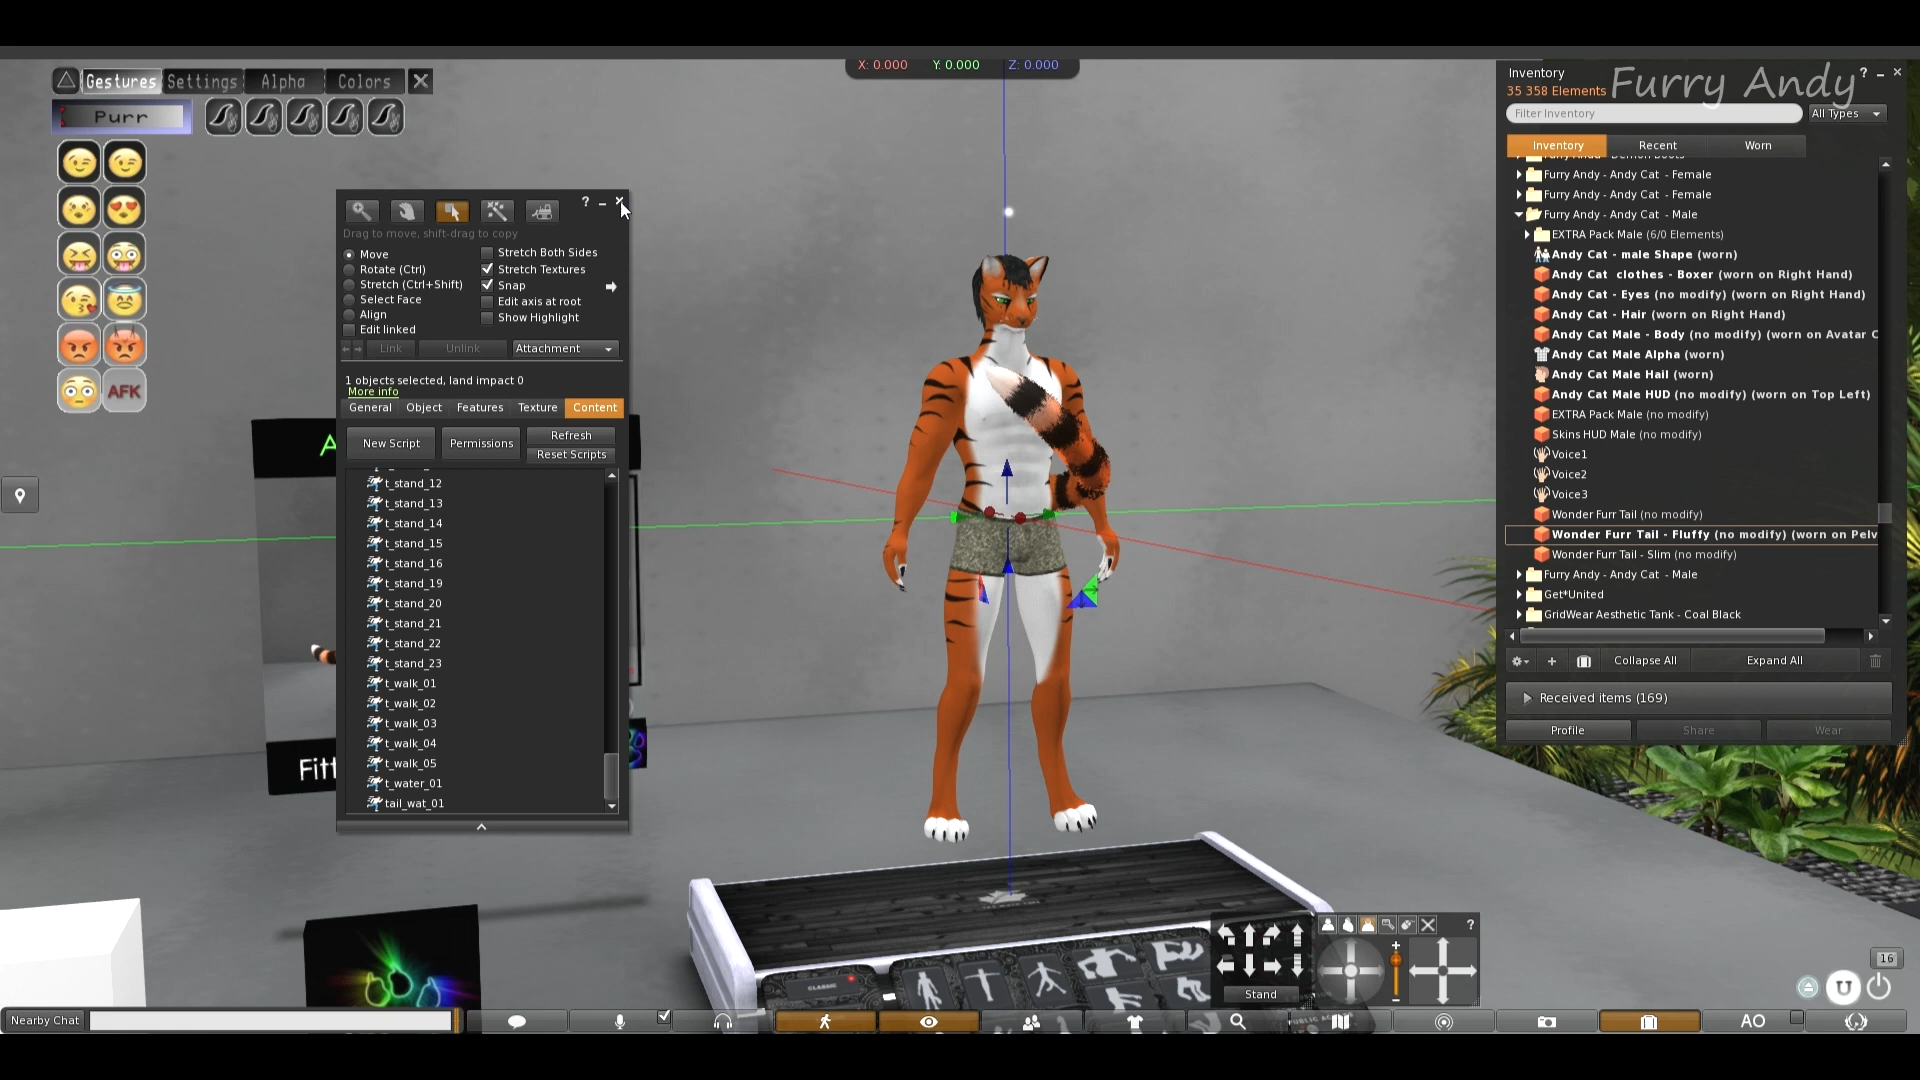 X: 0.000 Y: 0.000 Z: 0.000
Gestures Settings Alpha Colors
Purr
AFK
Drag to move, shift-drag to copy
Move
Rotate (Ctrl)
Stretch (Ctrl+Shift)
Select Face
Align
Edit linked
Stretch Both Sides
Stretch Textures
Snap
Edit axis at root
Show Highlight
Link Unlink Attachment
1 objects selected, land impact 0
More info
General Object Features Texture Content
New Script Permissions Refresh
Reset Scripts
t_stand_12
t_stand_13
t_stand_14
t_stand_15
t_stand_16
t_stand_19
t_stand_20
t_stand_21
t_stand_22
t_stand_23
t_walk_01
t_walk_02
t_walk_03
t_walk_04
t_walk_05
t_water_01
tail_wat_01
A
Fitt
CLASSIC
Stand
?
Inventory
Furry Andy
35 358 Elements
Filter Inventory All Types
Inventory Recent Worn
Furry Andy - Demon Boots
Furry Andy - Andy Cat - Female
Furry Andy - Andy Cat - Female
Furry Andy - Andy Cat - Male
EXTRA Pack Male (6/0 Elements)
Andy Cat - male Shape (worn)
Andy Cat clothes - Boxer (worn on Right Hand)
Andy Cat - Eyes (no modify) (worn on Right Hand)
Andy Cat - Hair (worn on Right Hand)
Andy Cat Male - Body (no modify) (worn on Avatar C
Andy Cat Male Alpha (worn)
Andy Cat Male Hail (worn)
Andy Cat Male HUD (no modify) (worn on Top Left)
EXTRA Pack Male (no modify)
Skins HUD Male (no modify)
Voice1
Voice2
Voice3
Wonder Furr Tail (no modify)
Wonder Furr Tail - Fluffy (no modify) (worn on Pelv
Wonder Furr Tail - Slim (no modify)
Furry Andy - Andy Cat - Male
Get*United
GridWear Aesthetic Tank - Coal Black
Collapse All Expand All
Received items (169)
Profile Share Wear
16
Nearby Chat
AO